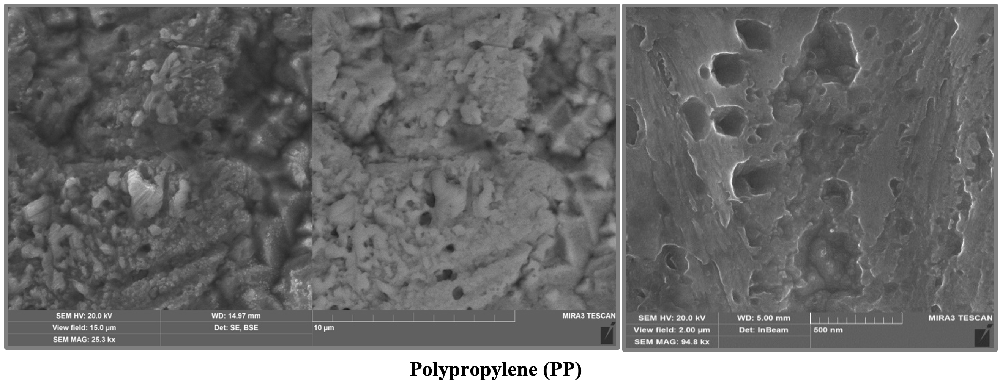 SEM HV: 20.0 kV WD: 14.97 mm MIRA3 TESCAN
View field: 15.0 µm Det: SE, BSE 10 µm
SEM MAG: 25.3 kx
SEM HV: 20.0 kV WD: 5.00 mm MIRA3 TESCAN
View field: 2.00 µm Det: InBeam 500 nm
SEM MAG: 94.8 kx
Polypropylene (PP)